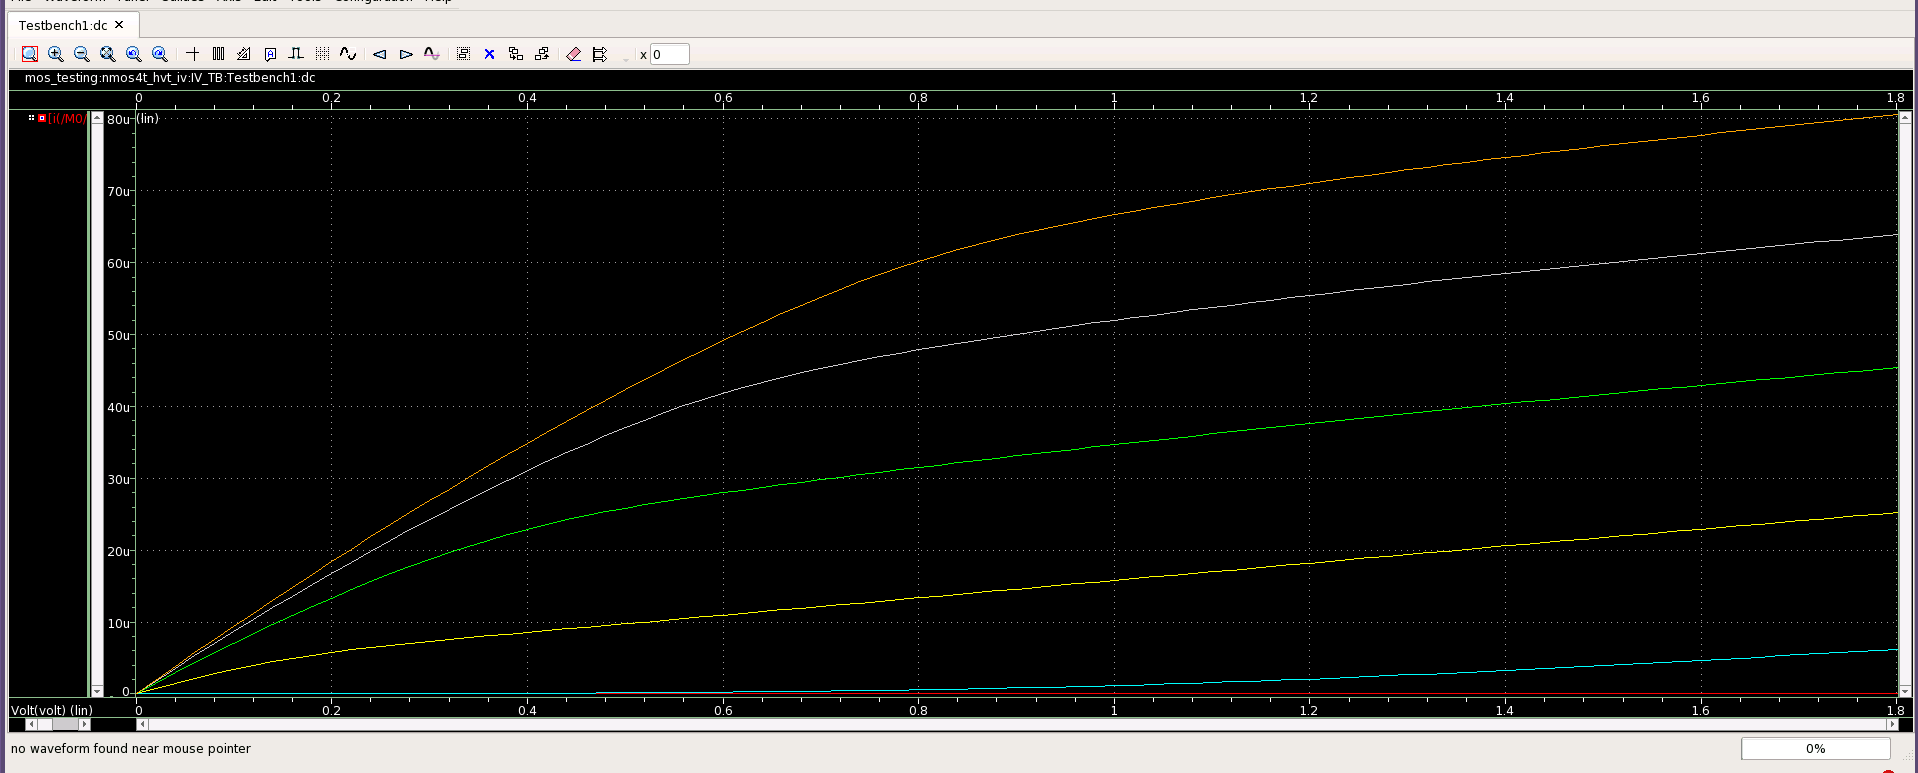 Testbench1:dc
x 0
mos_testing:nmos4t_hvt_iv:IV_TB:Testbench1:dc
0 0.2 0.4 0.6 0.8 1 1.2 1.4 1.6 1.8
[i(/M0/
80u (lin)
70u
60u
50u
40u
30u
20u
10u
0
Volt(volt) (lin) 0 0.2 0.4 0.6 0.8 1 1.2 1.4 1.6 1.8
no waveform found near mouse pointer
0%